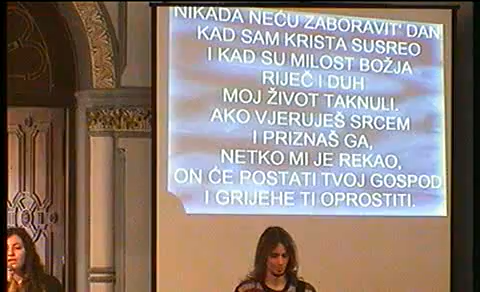 NIKADA NEĆU ZABORAVIT' DAN
KAD SAM KRISTA SUSREO
I KAD SU MILOST BOŽJA
RIJEČ I DUH
MOJ ŽIVOT TAKNULI.
AKO VJERUJEŠ SRCEM
I PRIZNAŠ GA,
NETKO MI JE REKAO,
ON ĆE POSTATI TVOJ GOSPOD
I GRIJEHE TI OPROSTITI.